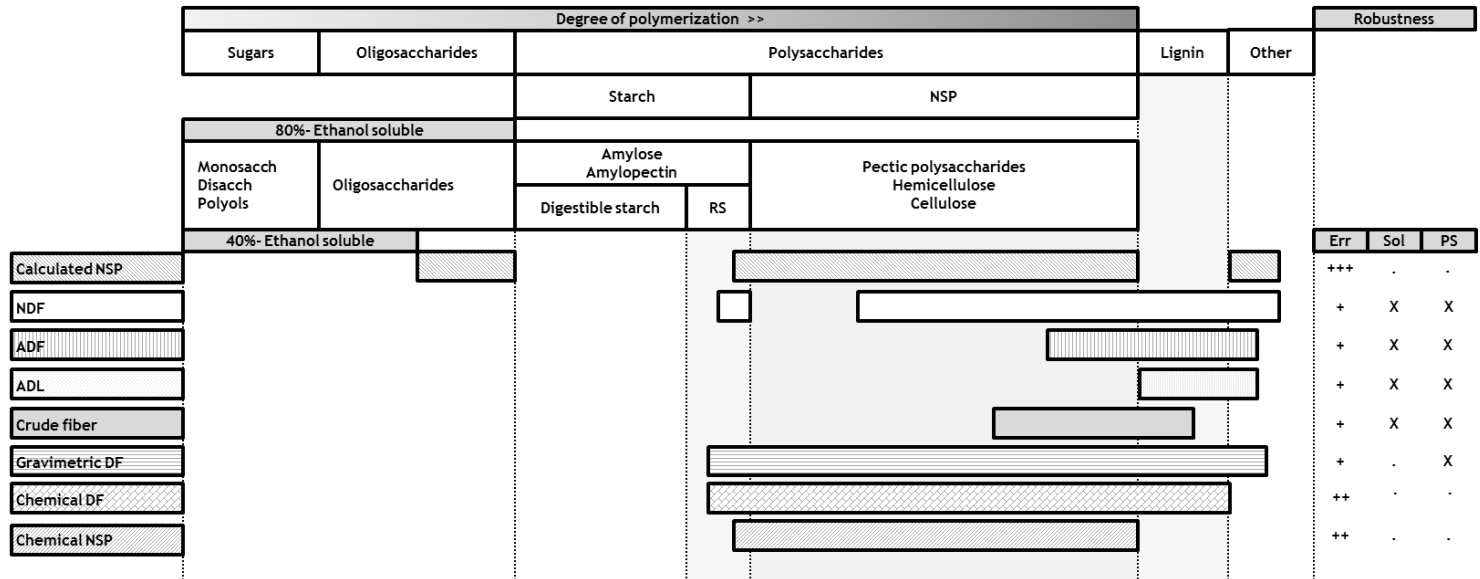 Degree of polymerization >>
Robustness
Sugars
Oligosaccharides
Polysaccharides
Lignin
Other
Starch
NSP
80%- Ethanol soluble
Monosacch
Disacch
Polyols
Oligosaccharides
Amylose
Amylopectin
Digestible starch
RS
Pectic polysaccharides
Hemicellulose
Cellulose
40%- Ethanol soluble
Err Sol PS
Calculated NSP +++ . .
NDF + X X
ADF + X X
ADL + X X
Crude fiber + X X
Gravimetric DF + . X
Chemical DF ++ . .
Chemical NSP ++ . .